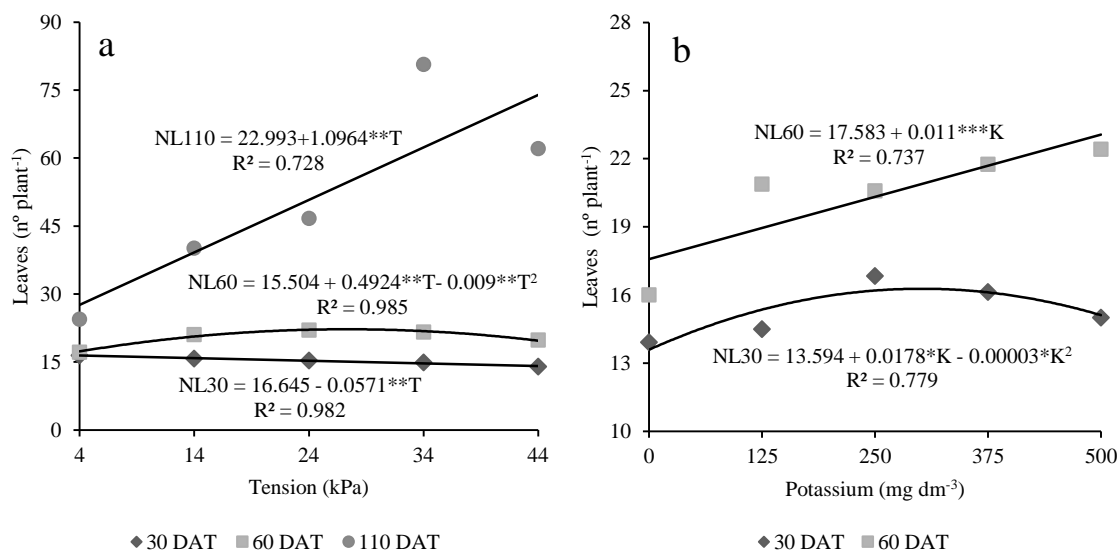 a
Leaves (nº plant⁻¹)
90
75
60
45
30
15
0
NL110 = 22.993+1.0964**T
R² = 0.728
NL60 = 15.504 + 0.4924**T- 0.009**T²
R² = 0.985
NL30 = 16.645 - 0.0571**T
R² = 0.982
4 14 24 34 44
Tension (kPa)
30 DAT 60 DAT 110 DAT
b
Leaves (nº plant⁻¹)
28
25
22
19
16
13
10
NL60 = 17.583 + 0.011***K
R² = 0.737
NL30 = 13.594 + 0.0178*K - 0.00003*K²
R² = 0.779
0 125 250 375 500
Potassium (mg dm⁻³)
30 DAT 60 DAT